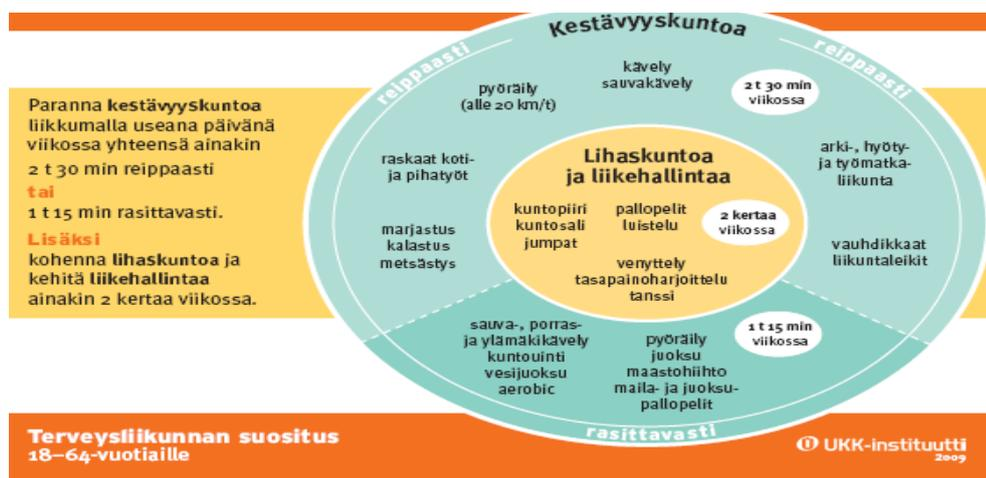 Paranna kestävyyskuntoa
liikkumalla useana päivänä
viikossa yhteensä ainakin
2 t 30 min reippaasti
tai
1 t 15 min rasittavasti.
Lisäksi
kohenna lihaskuntoa ja
kehitä liikehallintaa
ainakin 2 kertaa viikossa.
Kestävyyskuntoa
reippaasti
reippaasti
kävely
sauvakävely
pyöräily
(alle 20 km/t)
2 t 30 min
viikossa
raskaat koti-
ja pihatyöt
arki-, hyöty-
ja työmatka-
liikunta
marjastus
kalastus
metsästys
vauhdikkaat
liikuntaleikit
Lihaskuntoa
ja liikehallintaa
kuntopiiri
kuntosali
jumpat
pallopelit
luistelu
2 kertaa
viikossa
venyttely
tasapainoharjoittelu
tanssi
sauva-, porras-
ja ylämäkikävely
kuntouinti
vesijuoksu
aerobic
pyöräily
juoksu
maastohiihto
maila- ja juoksu-
pallopelit
1 t 15 min
viikossa
rasittavasti
Terveysliikunnan suositus
18–64-vuotiaille
UKK-instituutti
2009